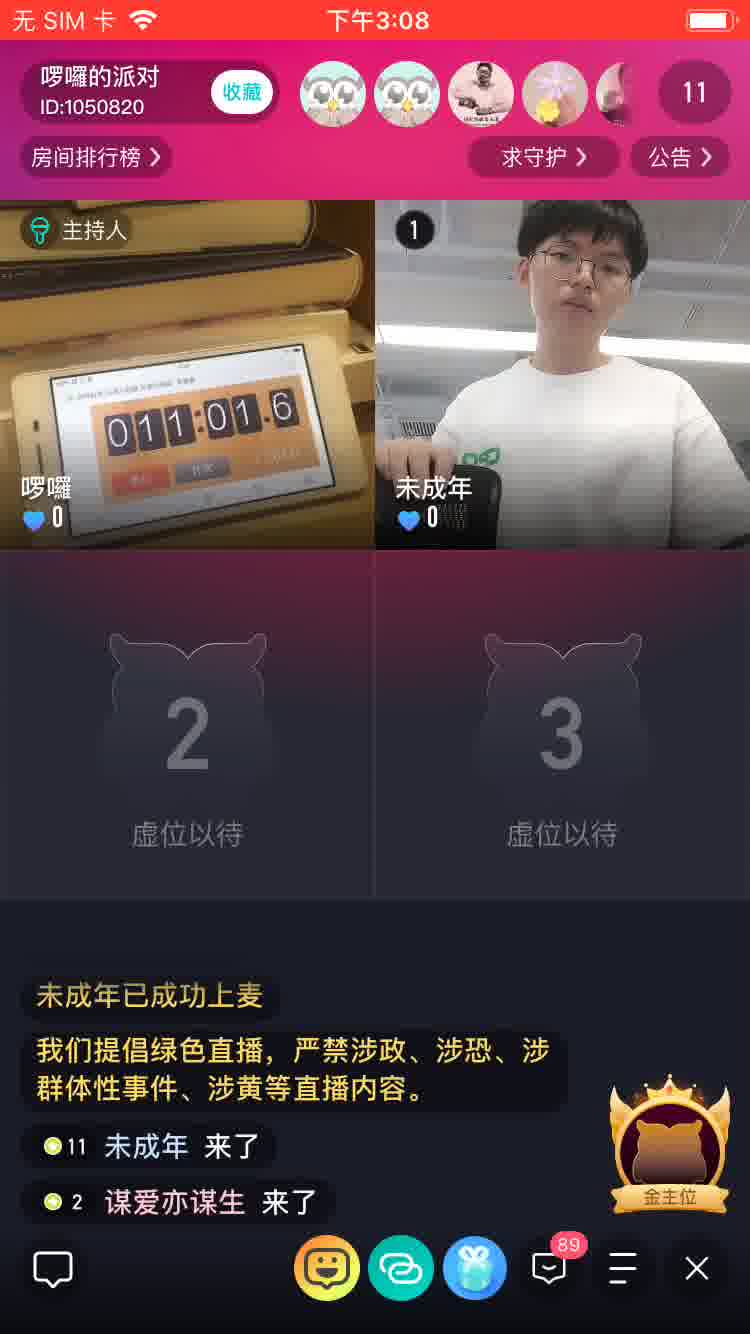 无 SIM 卡
下午3:08
啰囉的派对
ID:1050820
收藏
11
房间排行榜
求守护
公告
主持人
1
011:01.6
啰囉
0
未成年
0
2
3
虚位以待
虚位以待
未成年已成功上麦
我们提倡绿色直播，严禁涉政、涉恐、涉
群体性事件、涉黄等直播内容。
11 未成年 来了
2 谋爱亦谋生 来了
金主位
89